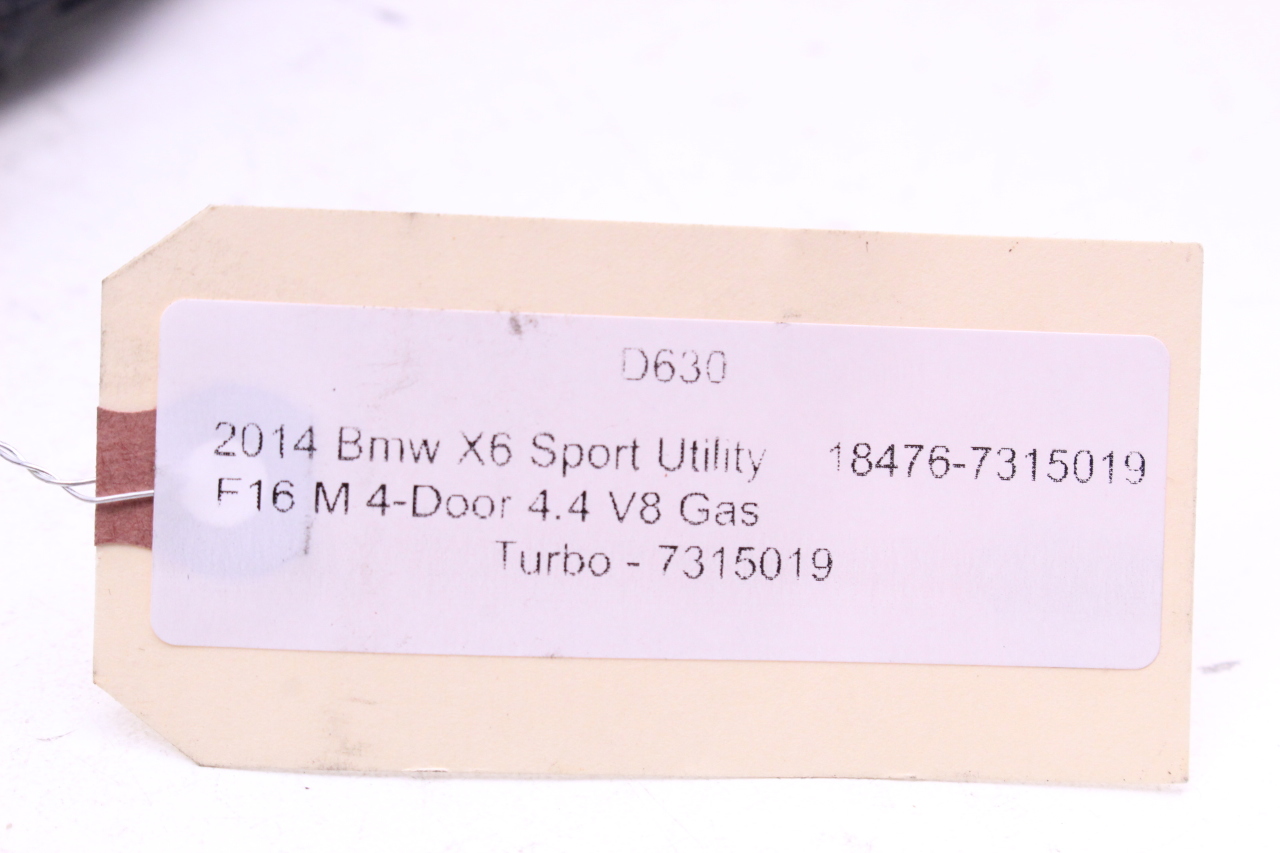 D630
2014 Bmw X6 Sport Utility 18476-7315019
F16 M 4-Door 4.4 V8 Gas
Turbo - 7315019